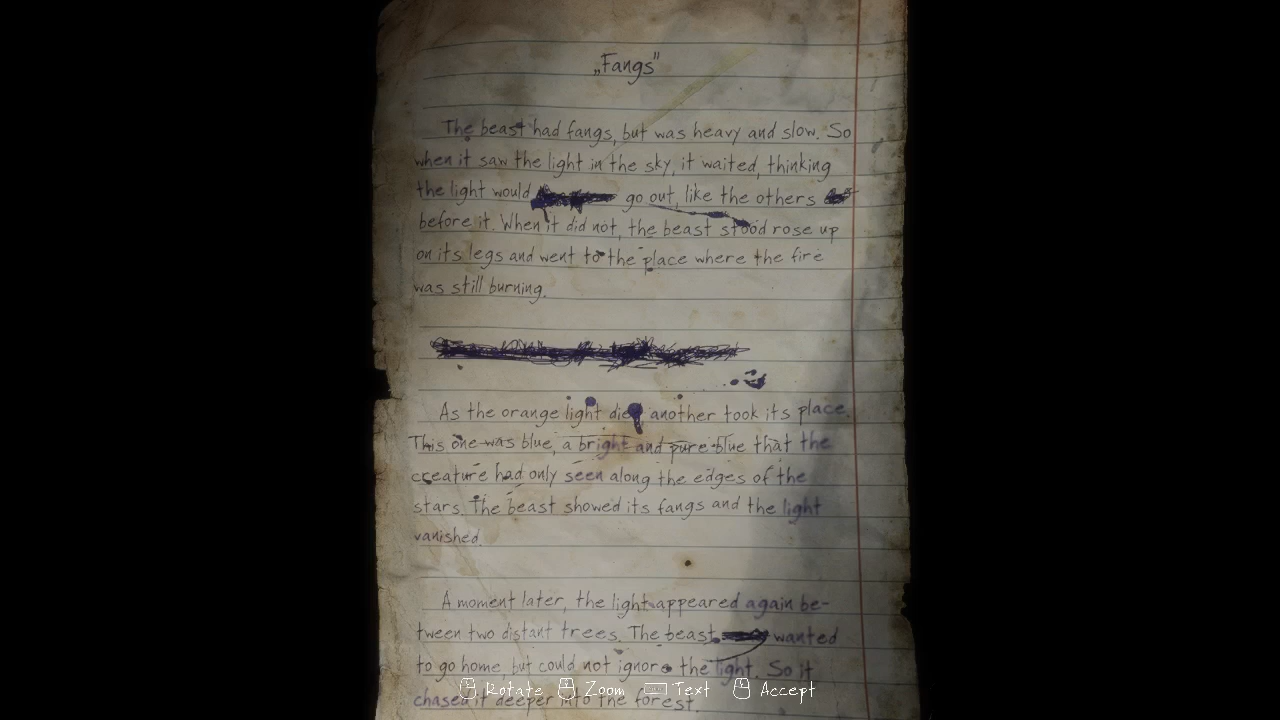 „Fangs"
The beast had fangs, but was heavy and slow. So
when it saw the light in the sky, it waited, thinking
the light would go out, like the others
before it. When it did not, the beast stood rose up
on its legs and went to the place where the fire
was still burning.
As the orange light died another took its place.
This one was blue, a bright and pure blue that the
creature had only seen along the edges of the
stars. The beast showed its fangs and the light
vanished.
A moment later, the light appeared again be-
tween two distant trees. The beast wanted
to go home, but could not ignore the light. So it
chased it deeper into the forest.
Rotate Zoom Text Accept